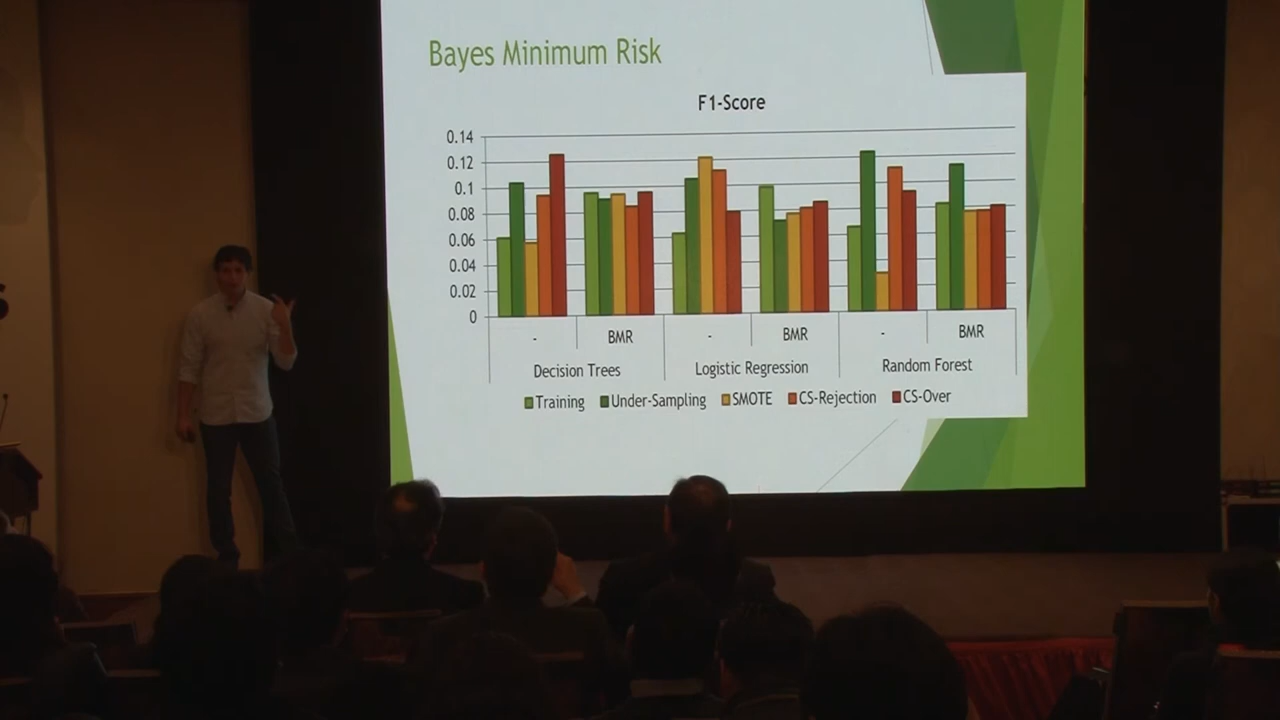 Bayes Minimum Risk
F1-Score
0.14
0.12
0.1
0.08
0.06
0.04
0.02
0
- BMR - BMR - BMR
Decision Trees Logistic Regression Random Forest
Training Under-Sampling SMOTE CS-Rejection CS-Over